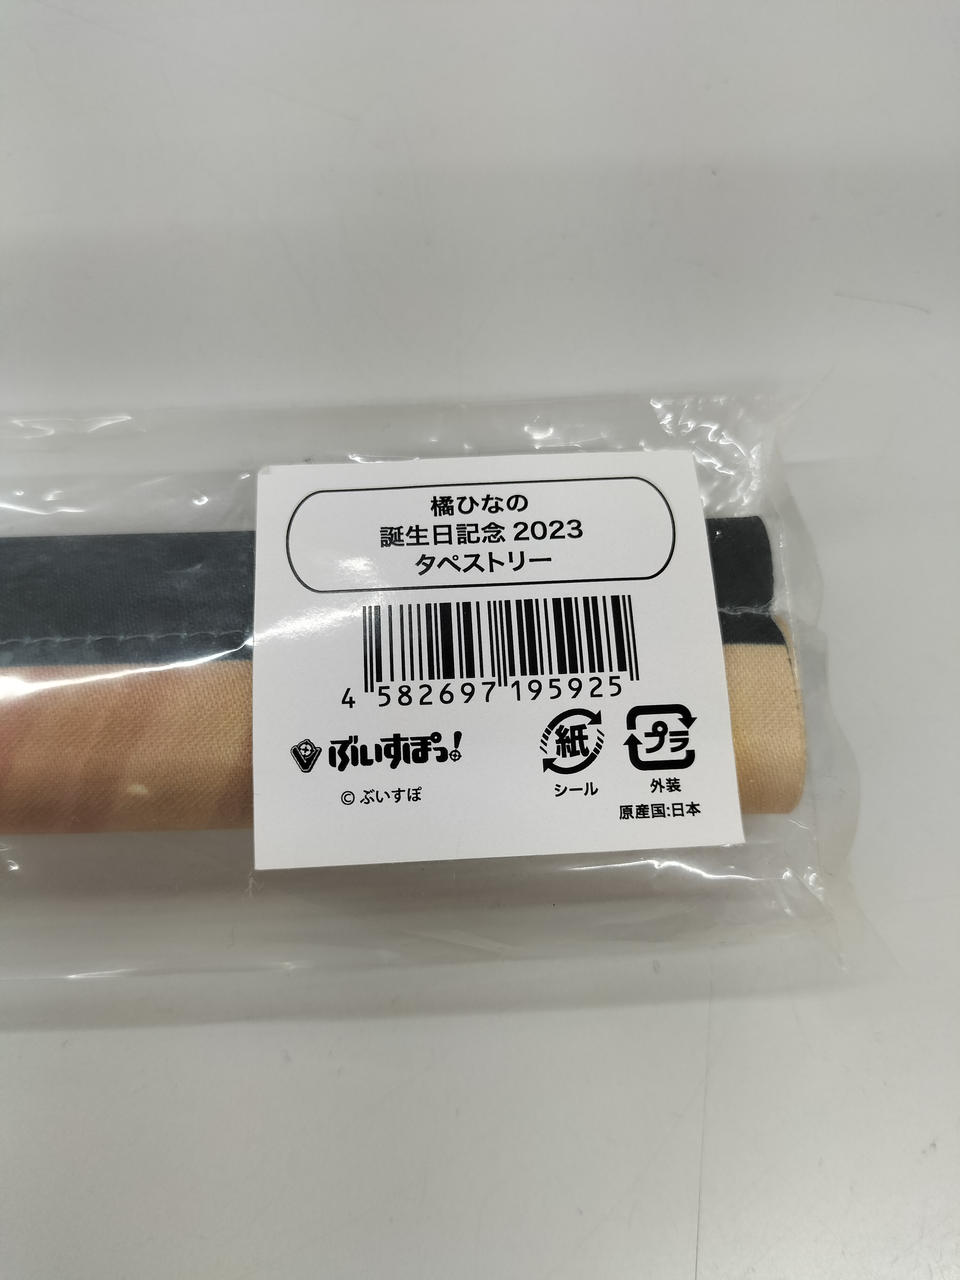 橘ひなの
誕生日記念 2023
タペストリー
4 582697 195925
ぶいすぽっ!
© ぶいすぽ
紙
シール
プラ
外装
原産国:日本